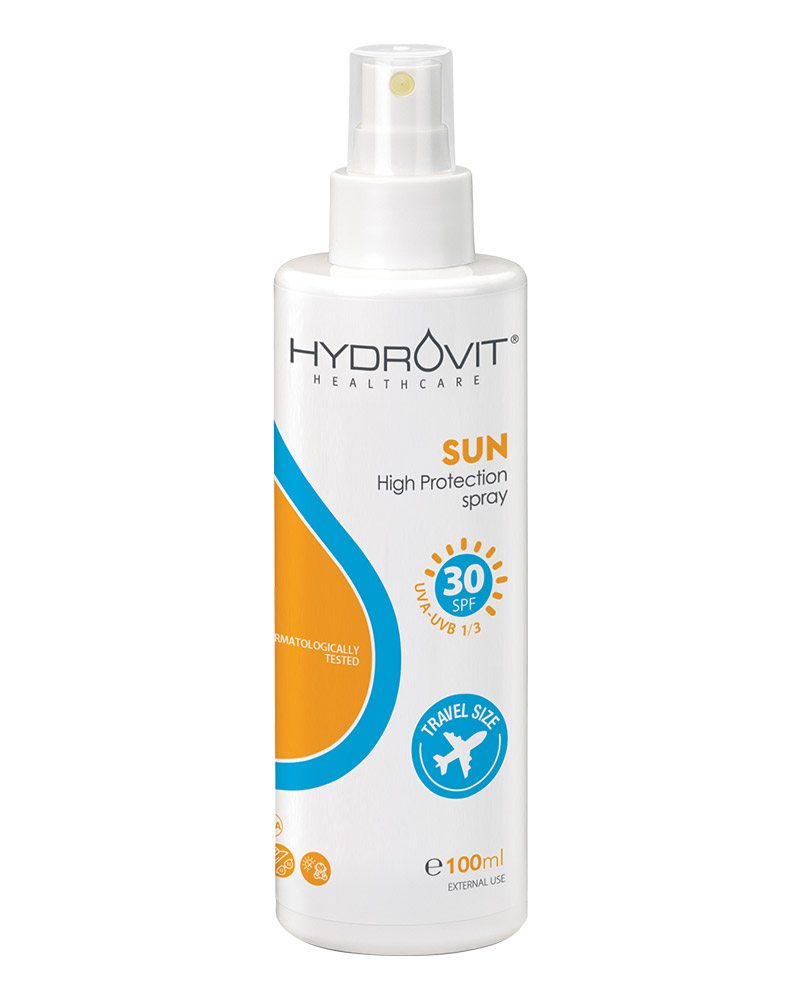 HYDROVIT®
HEALTHCARE
SUN
High Protection
spray
30
SPF
UVA-UVB 1/3
TESTED
TRAVEL SIZE
℮100ml
EXTERNAL USE